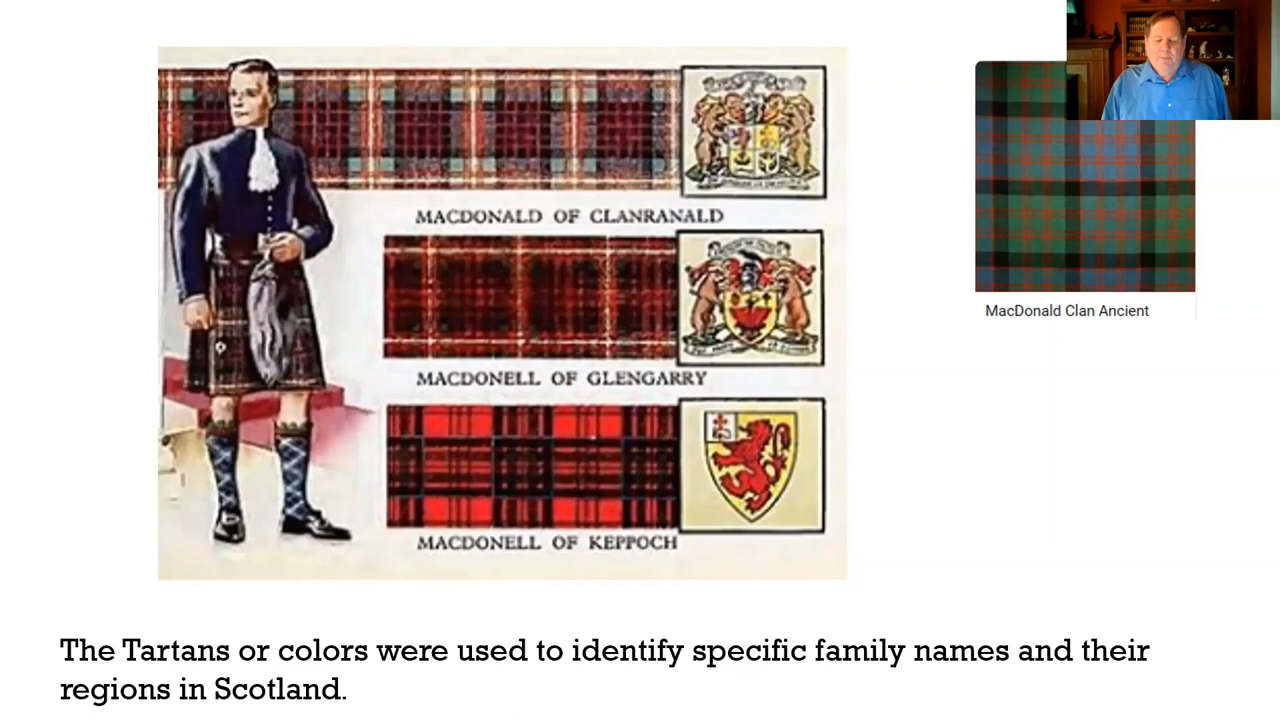 MACDONALD OF CLANRANALD
MACDONELL OF GLENGARRY
MACDONELL OF KEPPOCH
MacDonald Clan Ancient
The Tartans or colors were used to identify specific family names and their
regions in Scotland.